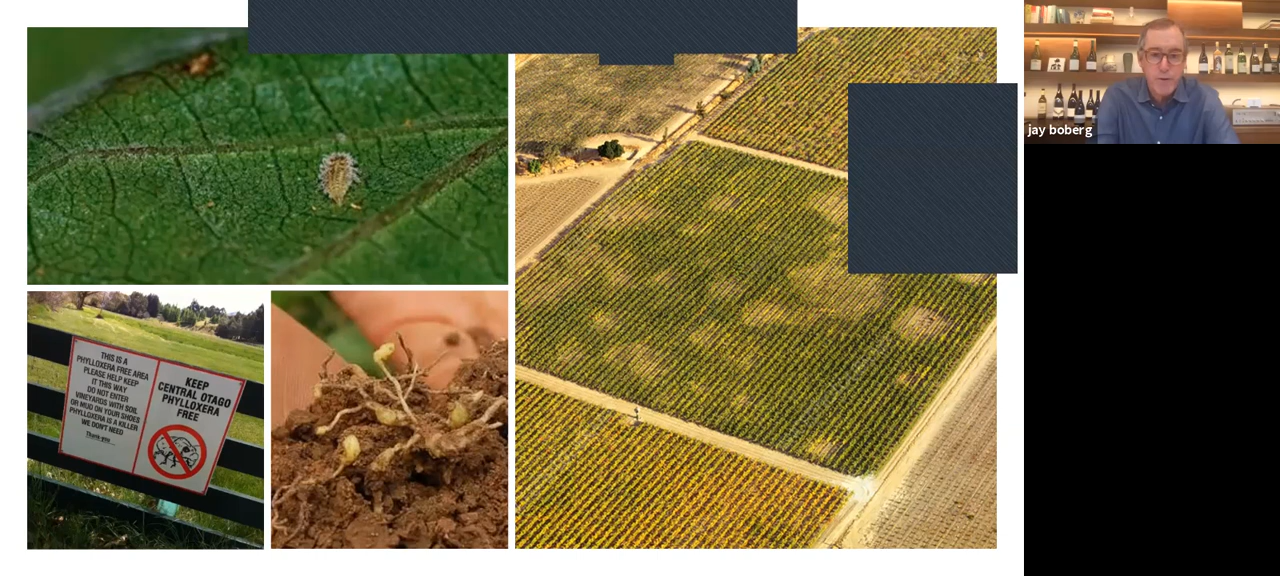 THIS IS A
PHYLLOXERA FREE AREA
PLEASE HELP KEEP
IT THIS WAY
DO NOT ENTER
VINEYARDS WITH SOIL
OR MUD ON YOUR SHOES
PHYLLOXERA IS A KILLER
WE DON'T NEED
Thank you
KEEP
CENTRAL OTAGO
PHYLLOXERA
FREE
jay boberg